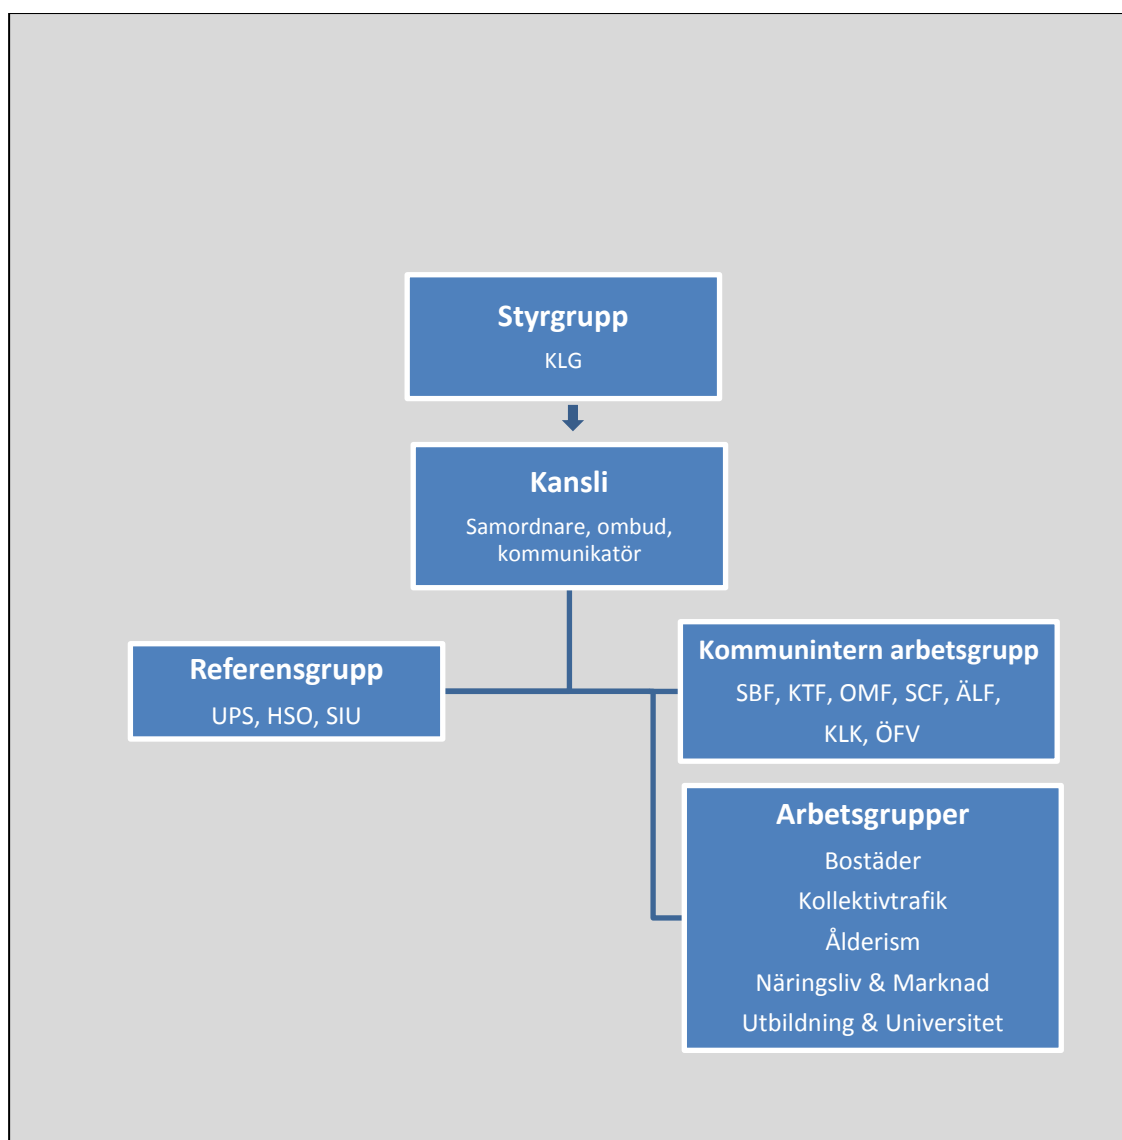 Styrgrupp
KLG
Kansli
Samordnare, ombud,
kommunikatör
Referensgrupp
UPS, HSO, SIU
Kommunintern arbetsgrupp
SBF, KTF, OMF, SCF, ÄLF,
KLK, ÖFV
Arbetsgrupper
Bostäder
Kollektivtrafik
Ålderism
Näringsliv & Marknad
Utbildning & Universitet